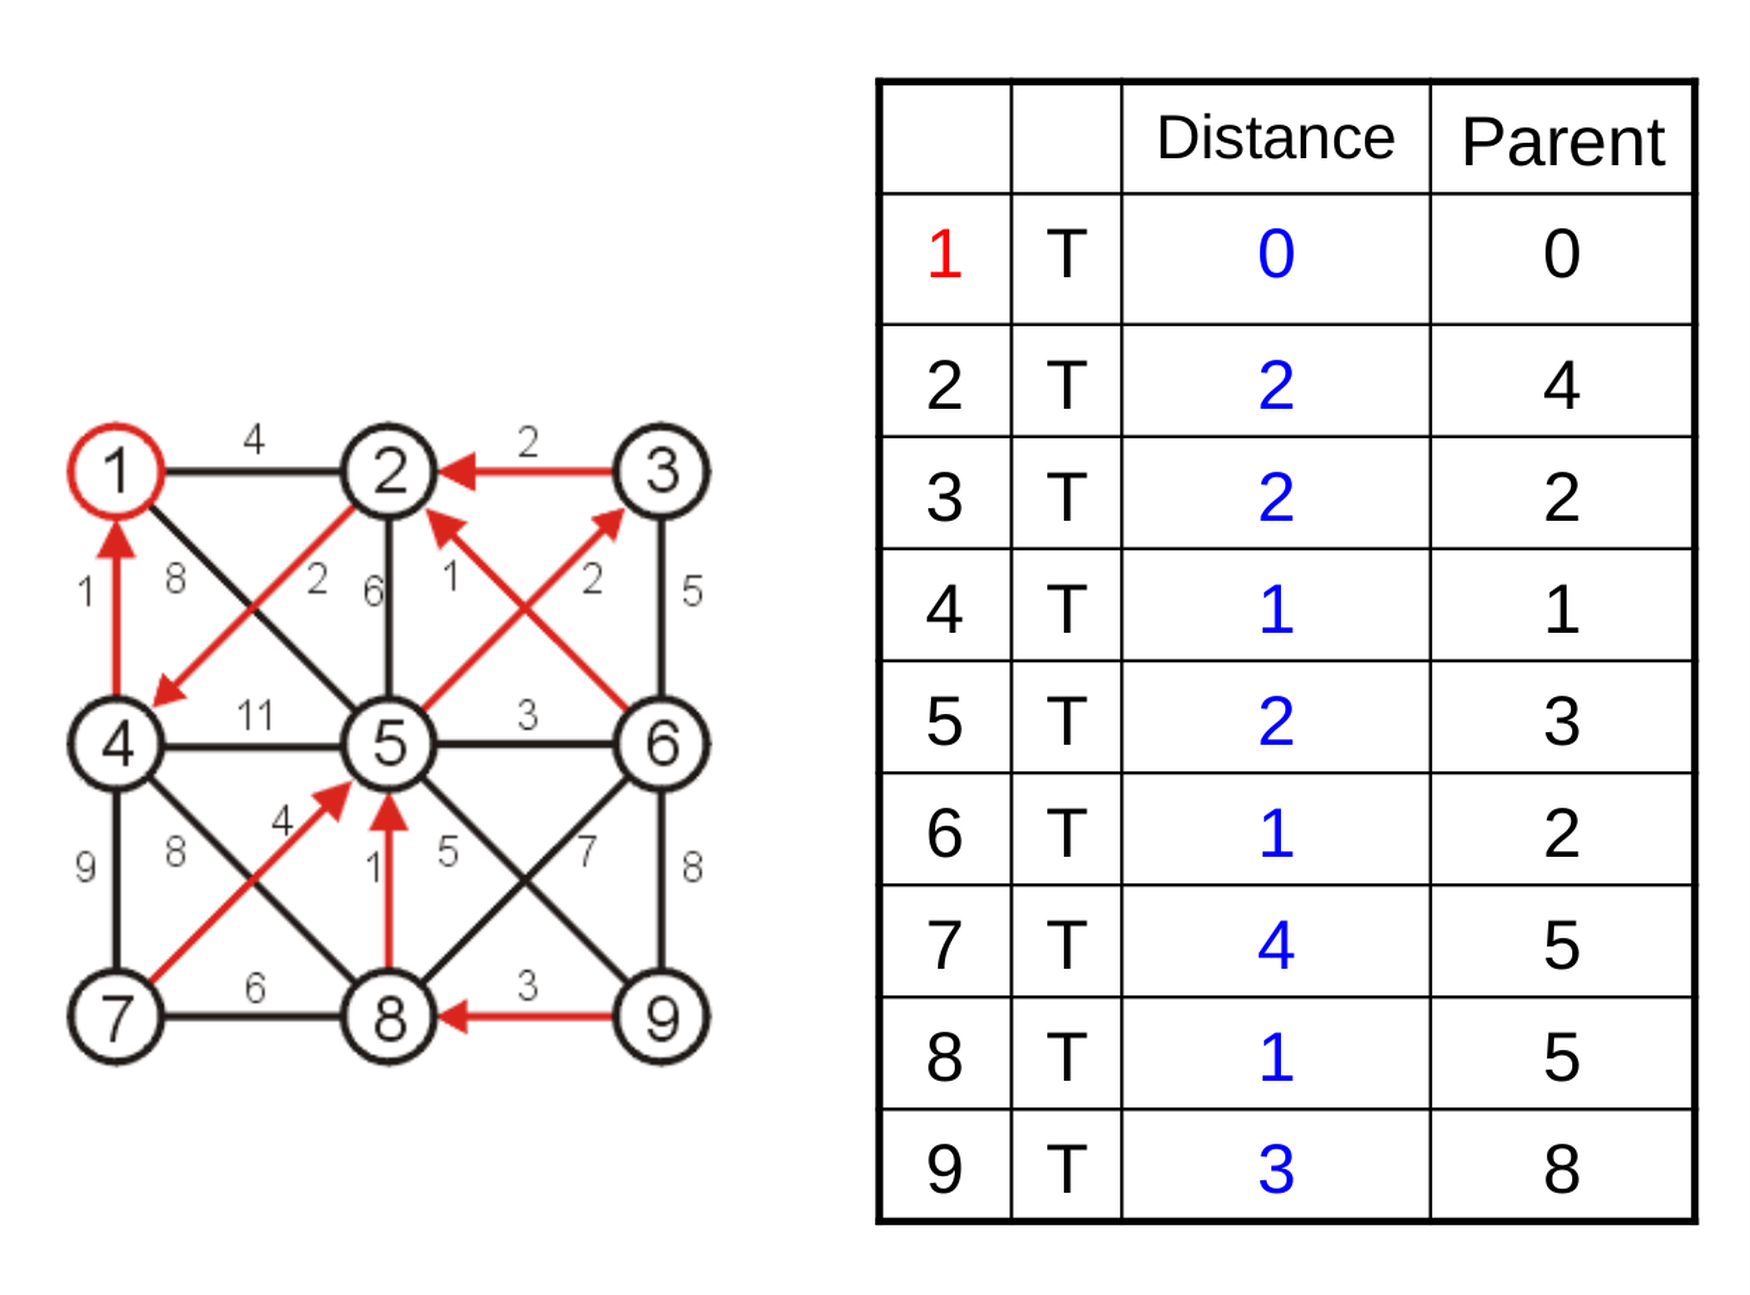 4 2
1 2 3
1 8 2 6 1 2 5
11 3
4 5 6
9 8 4 1 5 7 8
6 3
7 8 9
Distance Parent
1 T 0 0
2 T 2 4
3 T 2 2
4 T 1 1
5 T 2 3
6 T 1 2
7 T 4 5
8 T 1 5
9 T 3 8